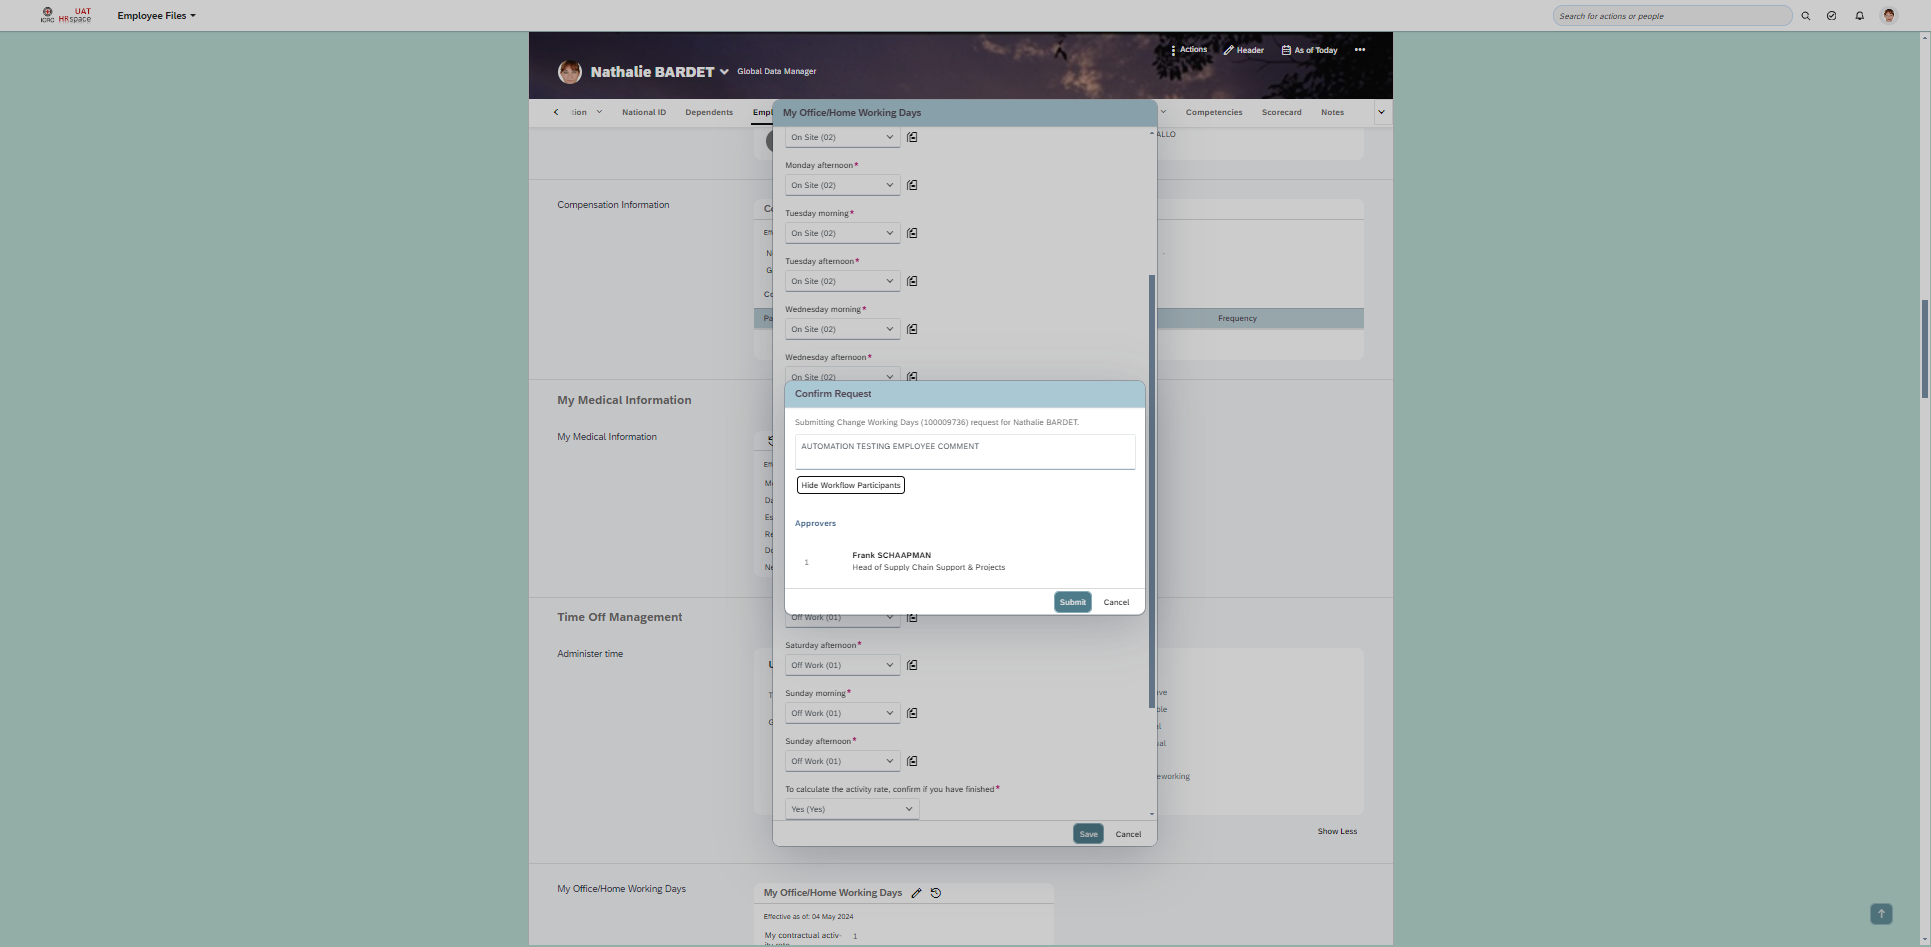 ICRC
UAT
HRspace
Employee Files
Search for actions or people
Actions
Header
As of Today
Nathalie BARDET
Global Data Manager
tion
National ID
Dependents
Empl
Competencies
Scorecard
Notes
My Office/Home Working Days
ALLO
On Site (02)
Monday afternoon*
On Site (02)
Compensation Information
Tuesday morning*
On Site (02)
Tuesday afternoon*
On Site (02)
Wednesday morning*
On Site (02)
Frequency
Wednesday afternoon*
On Site (02)
Confirm Request
Submitting Change Working Days (100009736) request for Nathalie BARDET.
AUTOMATION TESTING EMPLOYEE COMMENT
Hide Workflow Participants
Approvers
1
Frank SCHAAPMAN
Head of Supply Chain Support & Projects
Submit
Cancel
My Medical Information
My Medical Information
Time Off Management
Administer time
Off Work (01)
Saturday afternoon*
Off Work (01)
Sunday morning*
Off Work (01)
Sunday afternoon*
Off Work (01)
eworking
To calculate the activity rate, confirm if you have finished*
Yes (Yes)
Save
Cancel
Show Less
My Office/Home Working Days
My Office/Home Working Days
Effective as of: 04 May 2024
My contractual activ-
1